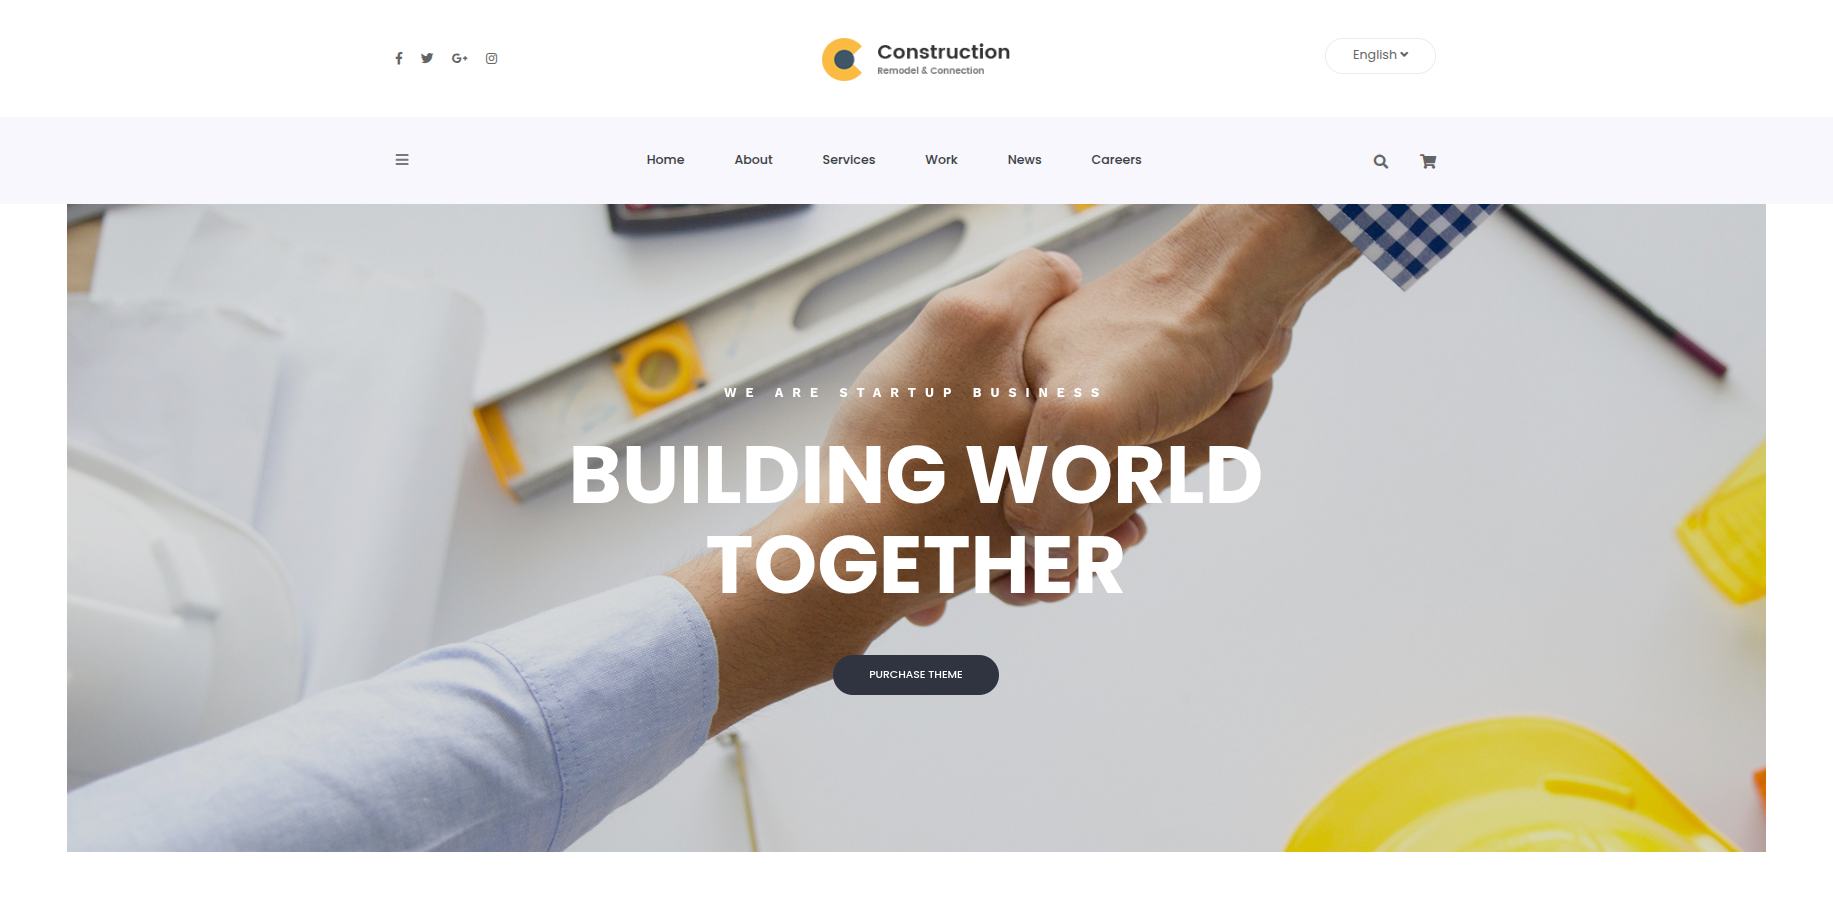 Construction
Remodel & Connection
English
Home About Services Work News Careers
WE ARE STARTUP BUSINESS
BUILDING WORLD
TOGETHER
PURCHASE THEME